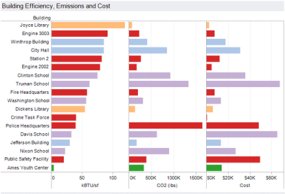 Building Efficiency, Emissions and Cost
Building
Joyce Library
Engine 3003
Winthrop Building
City Hall
Station 2
Engine 2002
Clinton School
Truman School
Fire Headquarters
Washington School
Dickens Library
Crime Task Force
Police Headquarters
Davis School
Jefferson Building
Nixon School
Public Safety Facility
Ames Youth Center
0 50 100 0K 500K 1000K 1500K $0K $20K $40K $60K $80K
kBTU/sf CO2 (lbs) Cost